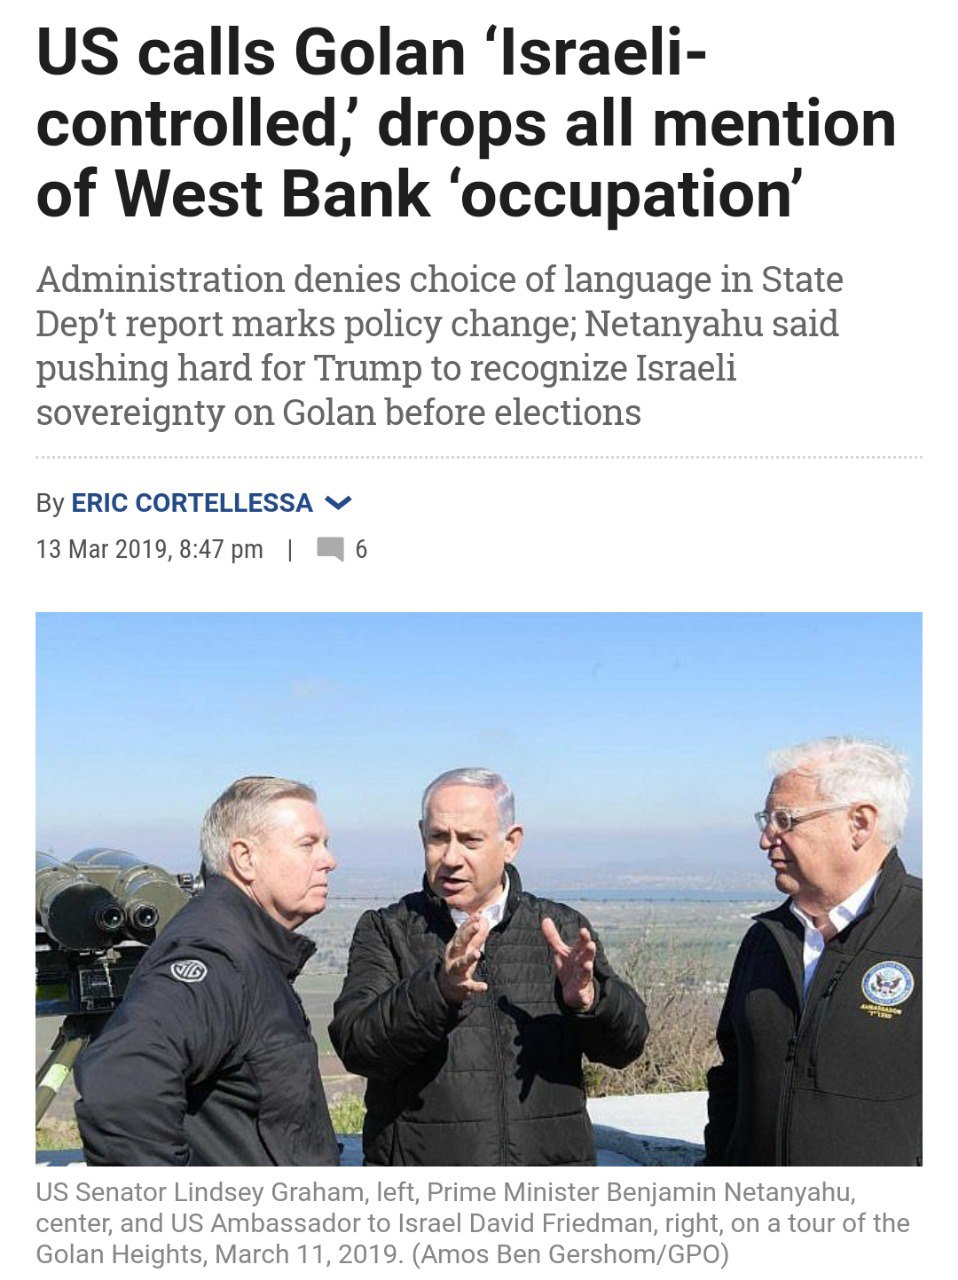 US calls Golan ‘Israeli-
controlled,’ drops all mention
of West Bank ‘occupation’
Administration denies choice of language in State
Dep’t report marks policy change; Netanyahu said
pushing hard for Trump to recognize Israeli
sovereignty on Golan before elections
By ERIC CORTELLESSA
13 Mar 2019, 8:47 pm | 6
SIG
AMBASSADOR
US Senator Lindsey Graham, left, Prime Minister Benjamin Netanyahu,
center, and US Ambassador to Israel David Friedman, right, on a tour of the
Golan Heights, March 11, 2019. (Amos Ben Gershom/GPO)